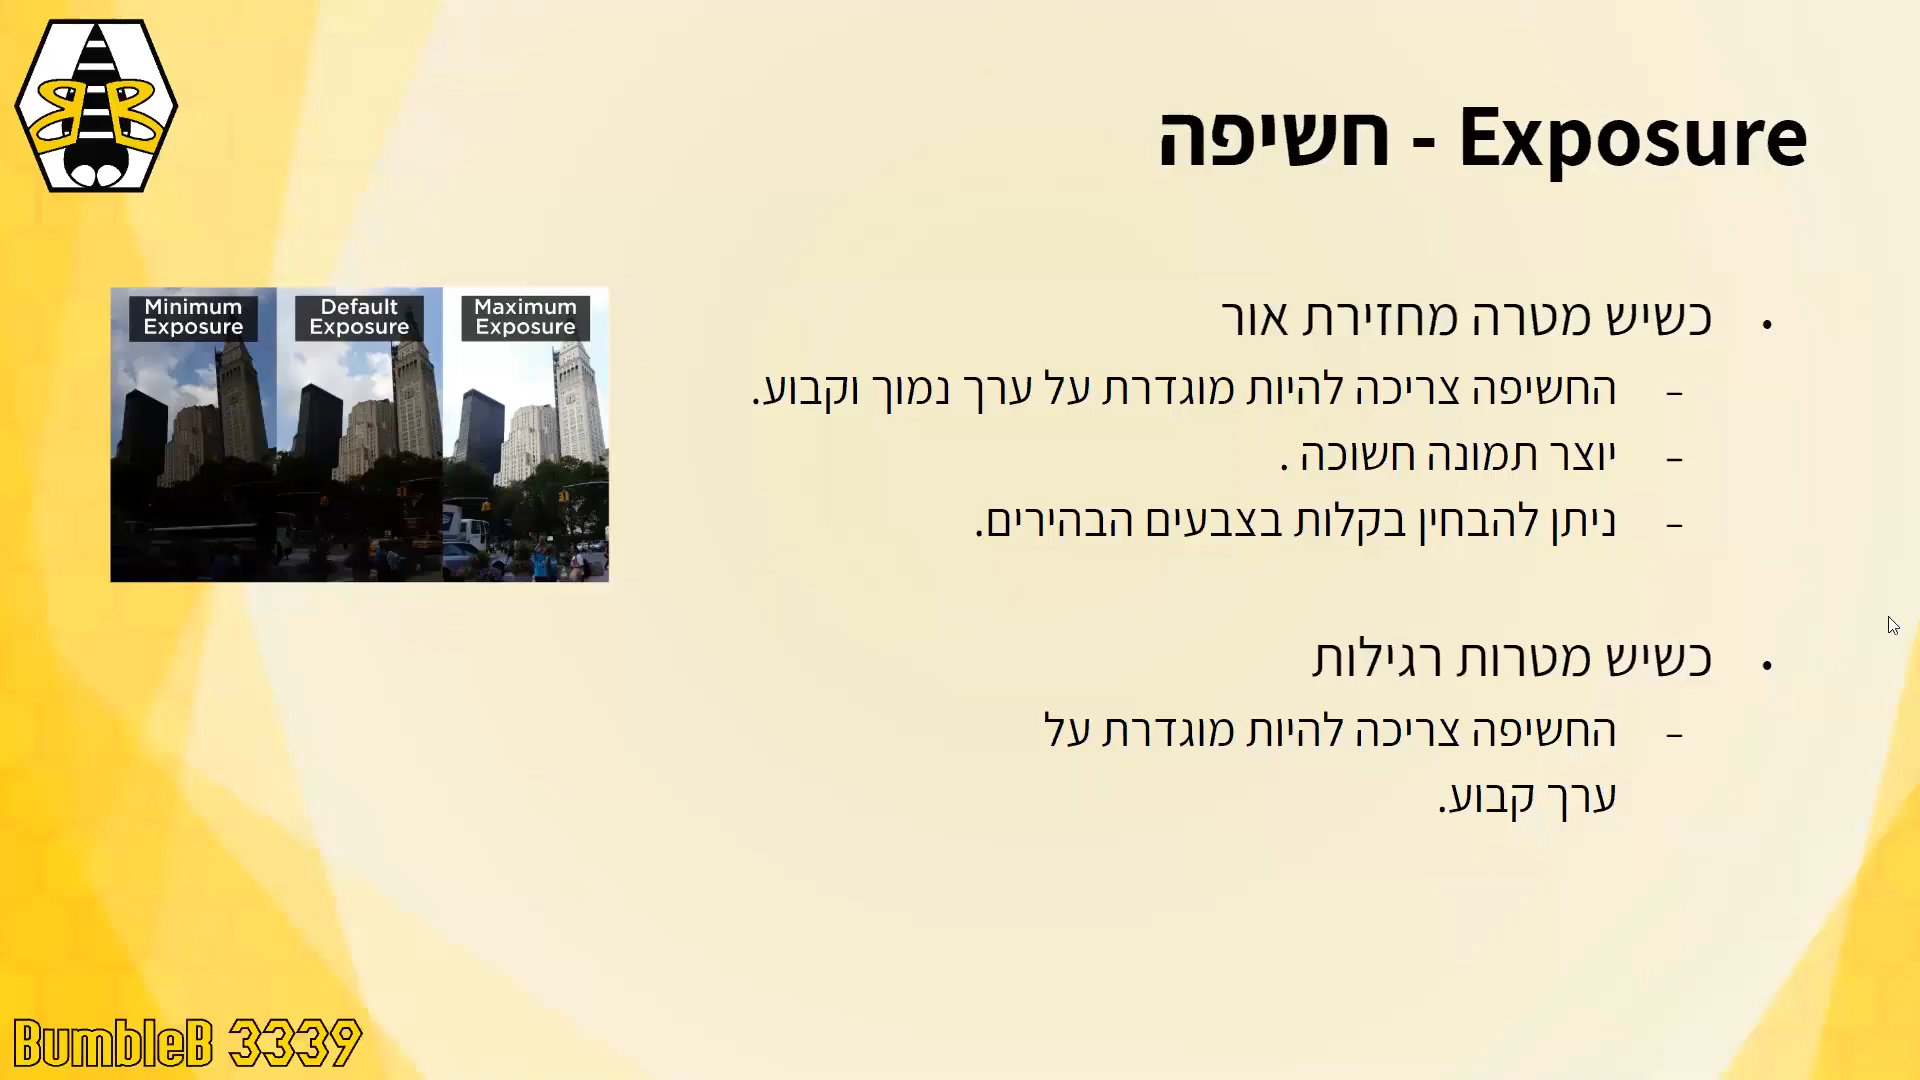 Exposure - חשיפה
• כשיש מטרה מחזירת אור
- החשיפה צריכה להיות מוגדרת על ערך נמוך וקבוע.
- יוצר תמונה חשוכה .
- ניתן להבחין בקלות בצבעים הבהירים.
• כשיש מטרות רגילות
- החשיפה צריכה להיות מוגדרת על
ערך קבוע.
Minimum
Exposure
Default
Exposure
Maximum
Exposure
BumbleB 3339